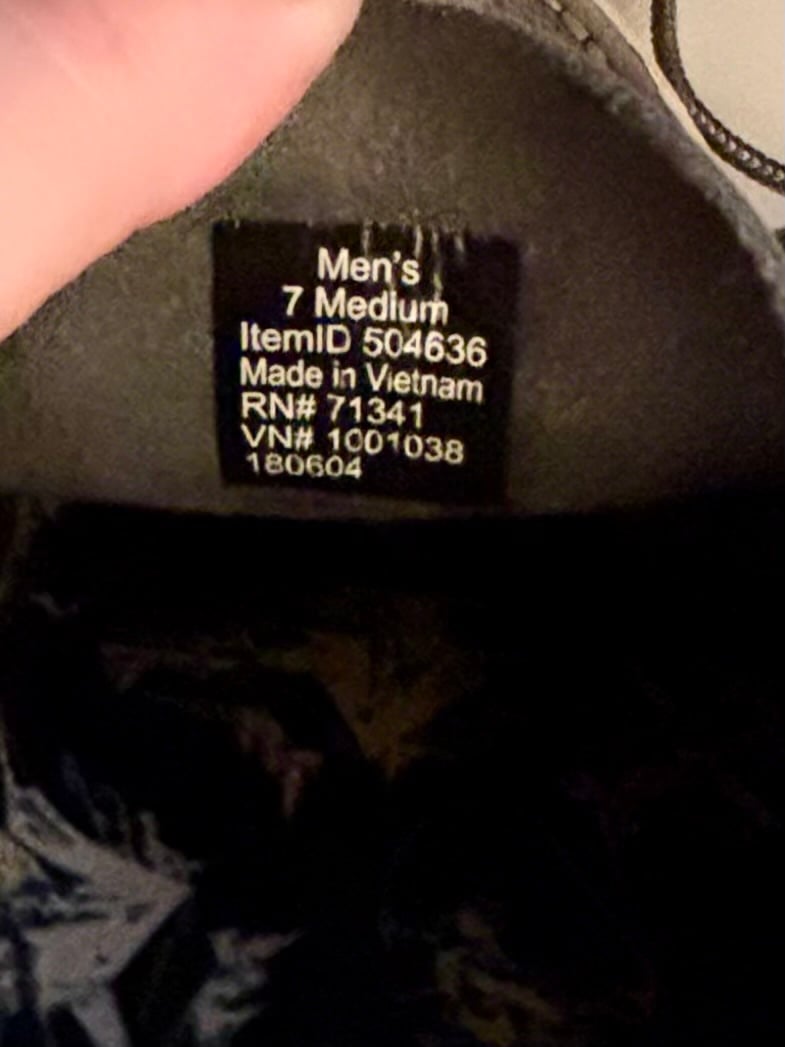 Men's
7 Medium
ItemID 504636
Made in Vietnam
RN# 71341
VN# 1001038
180604